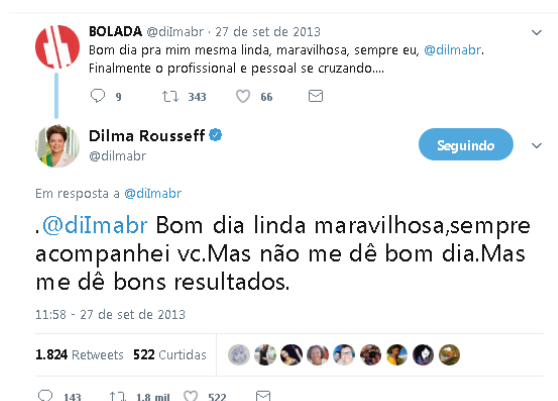 BOLADA @diImabr · 27 de set de 2013
Bom dia pra mim mesma linda, maravilhosa, sempre eu, @dilmabr.
Finalmente o profissional e pessoal se cruzando....
9 343 66
Dilma Rousseff
@dilmabr
Seguindo
Em resposta a @diImabr
.@diImabr Bom dia linda maravilhosa,sempre
acompanhei vc.Mas não me dê bom dia.Mas
me dê bons resultados.
11:58 - 27 de set de 2013
1.824 Retweets 522 Curtidas
143 1,8 mil 522